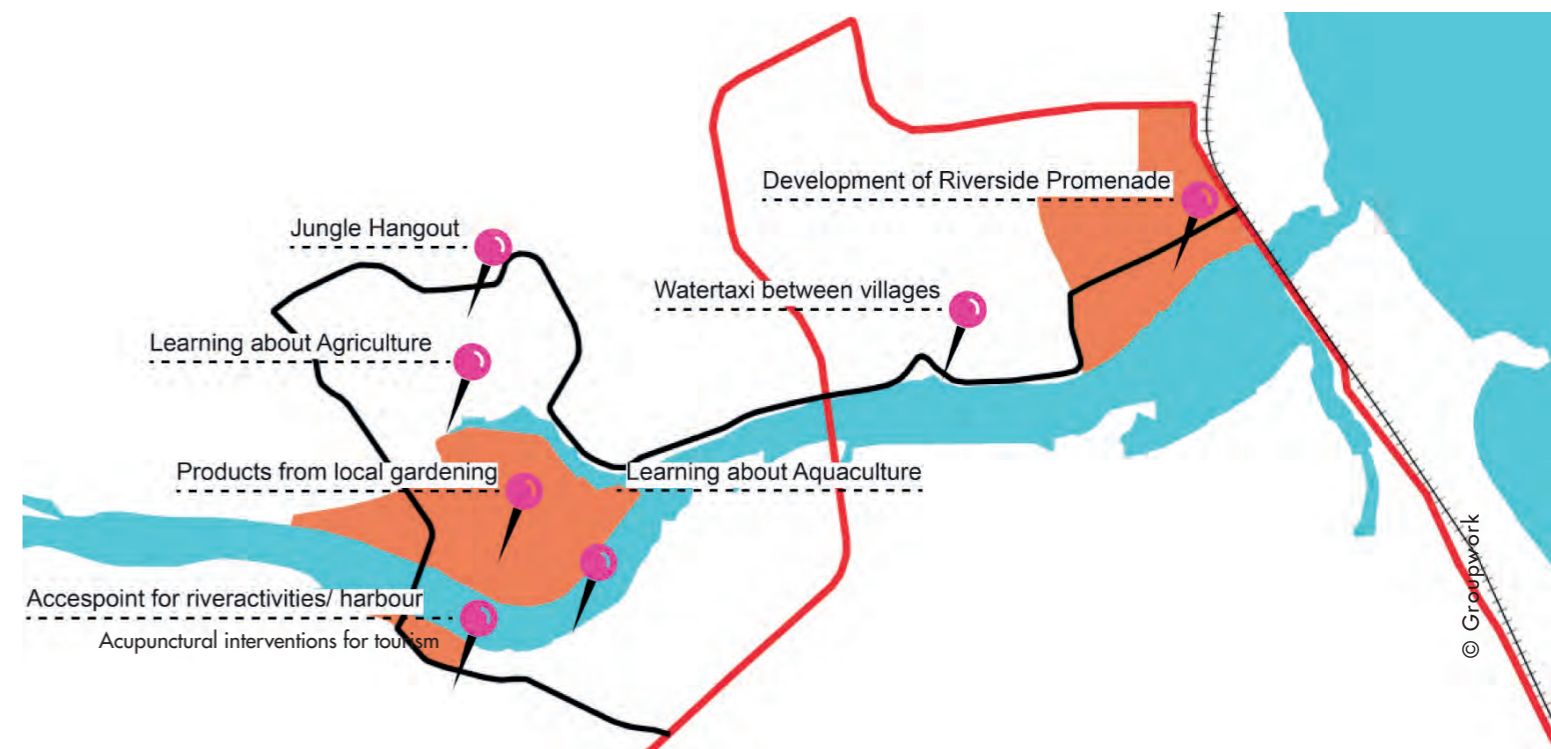 Development of Riverside Promenade
Jungle Hangout
Watertaxi between villages
Learning about Agriculture
Products from local gardening
Learning about Aquaculture
Accespoint for riveractivities/ harbour
Acupunctural interventions for tourism
© Groupwork